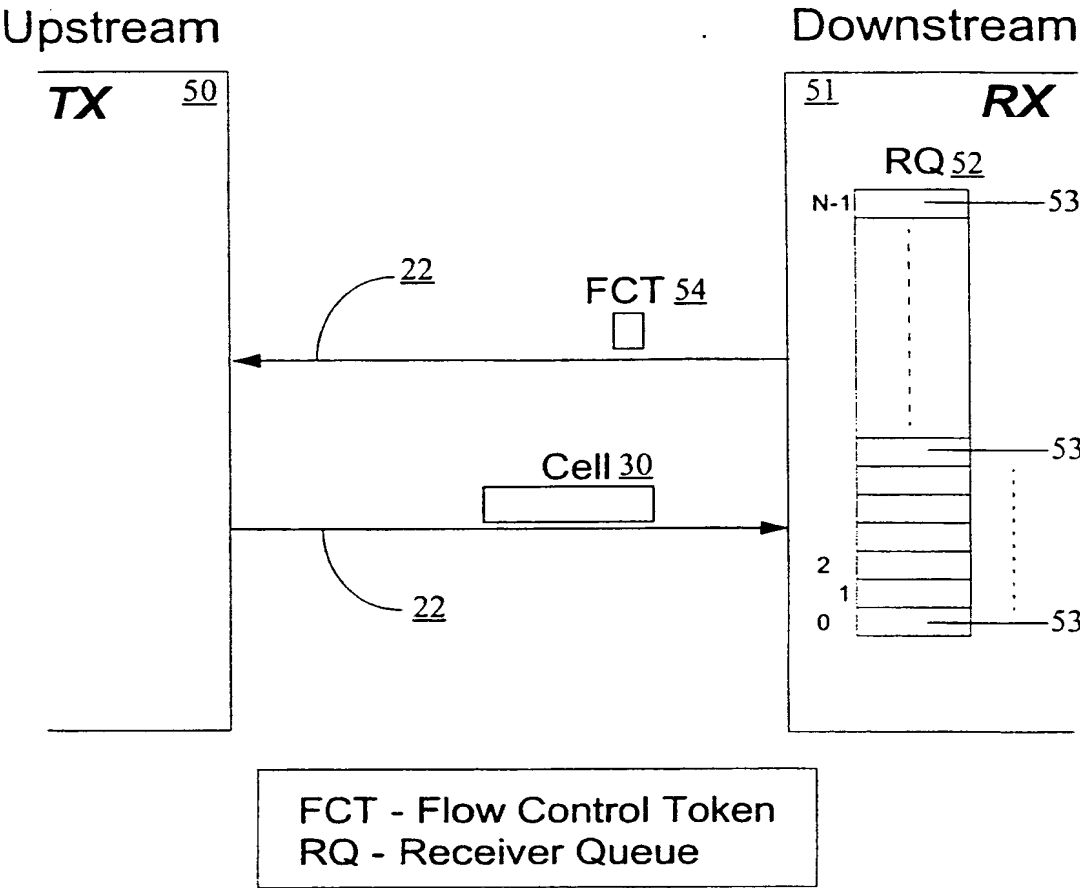 Upstream
Downstream
TX 50
51 RX
RQ 52
N-1
53
22
FCT 54
53
Cell 30
2
1
22
0
53
FCT - Flow Control Token
RQ - Receiver Queue